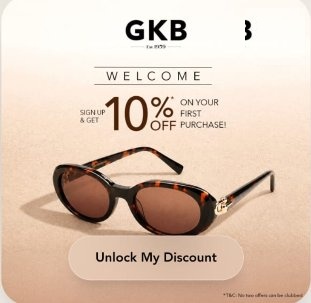 GKB
B
Est 1959
WELCOME
SIGN UP
& GET
10%*
OFF
ON YOUR
FIRST
PURCHASE!
Unlock My Discount
*T&C: No two offers can be clubbed